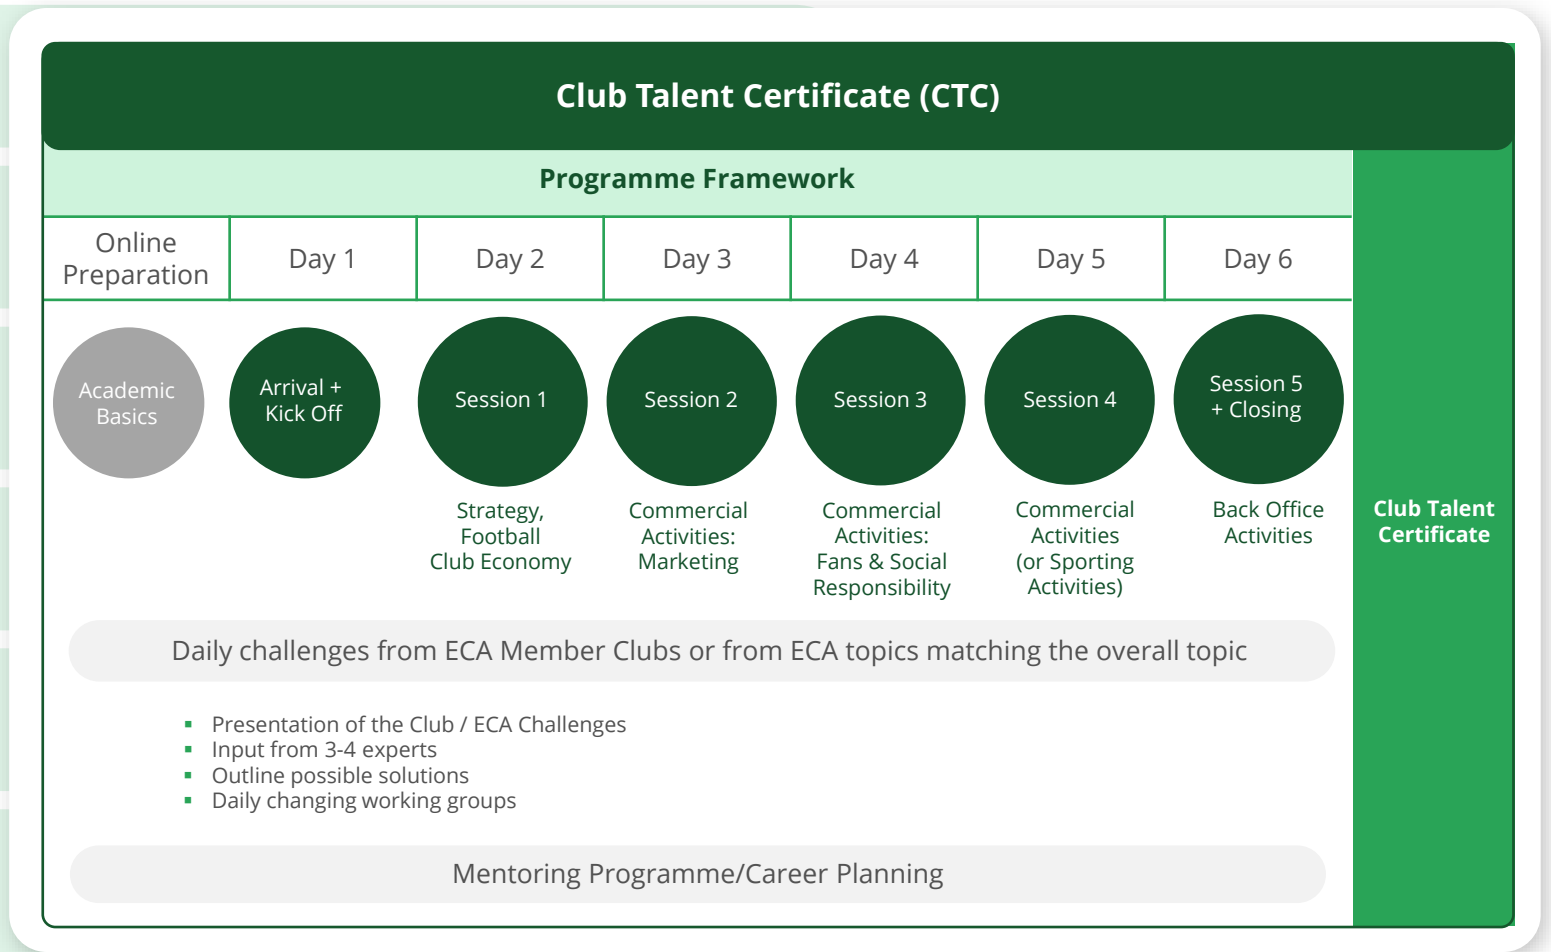 Club Talent Certificate (CTC)
Programme Framework
Online
Preparation
Day 1
Day 2
Day 3
Day 4
Day 5
Day 6
Academic
Basics
Arrival +
Kick Off
Session 1
Session 2
Session 3
Session 4
Session 5
+ Closing
Strategy,
Football
Club Economy
Commercial
Activities:
Marketing
Commercial
Activities:
Fans & Social
Responsibility
Commercial
Activities
(or Sporting
Activities)
Back Office
Activities
Club Talent
Certificate
Daily challenges from ECA Member Clubs or from ECA topics matching the overall topic
▪ Presentation of the Club / ECA Challenges
▪ Input from 3-4 experts
▪ Outline possible solutions
▪ Daily changing working groups
Mentoring Programme/Career Planning